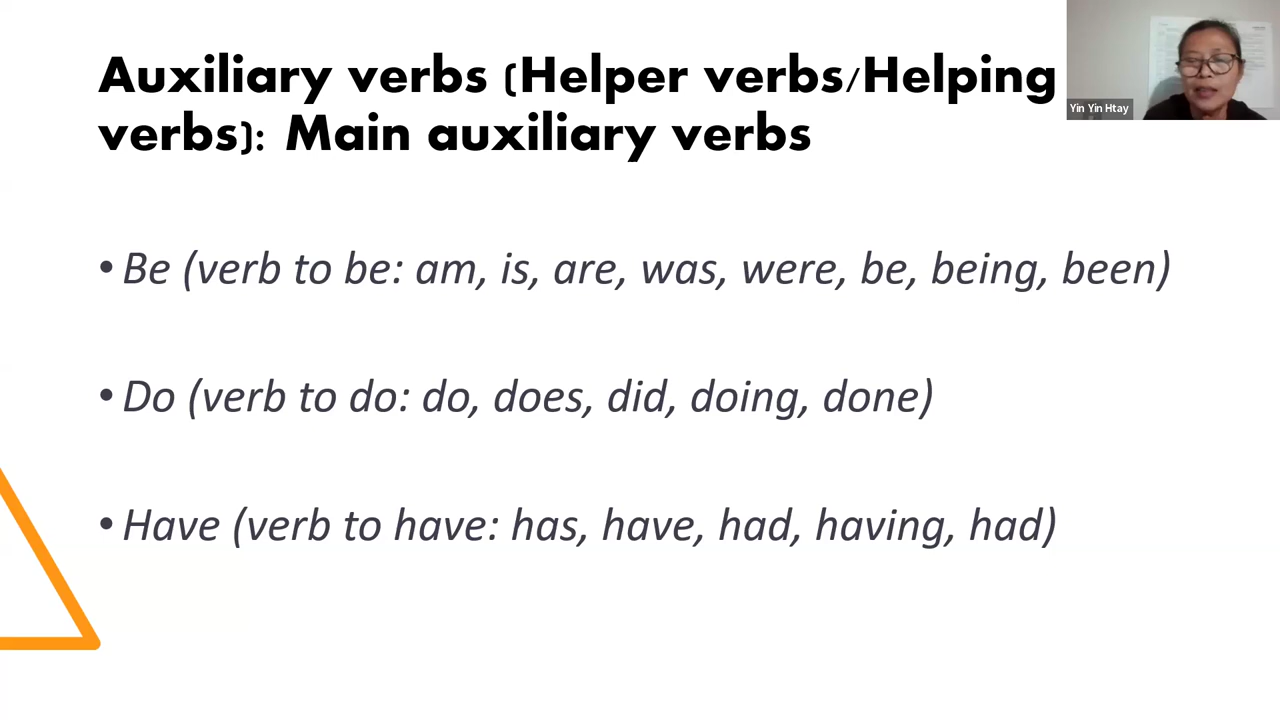 Auxiliary verbs (Helper verbs/Helping
verbs): Main auxiliary verbs
Yin Yin Htay
• Be (verb to be: am, is, are, was, were, be, being, been)
• Do (verb to do: do, does, did, doing, done)
• Have (verb to have: has, have, had, having, had)